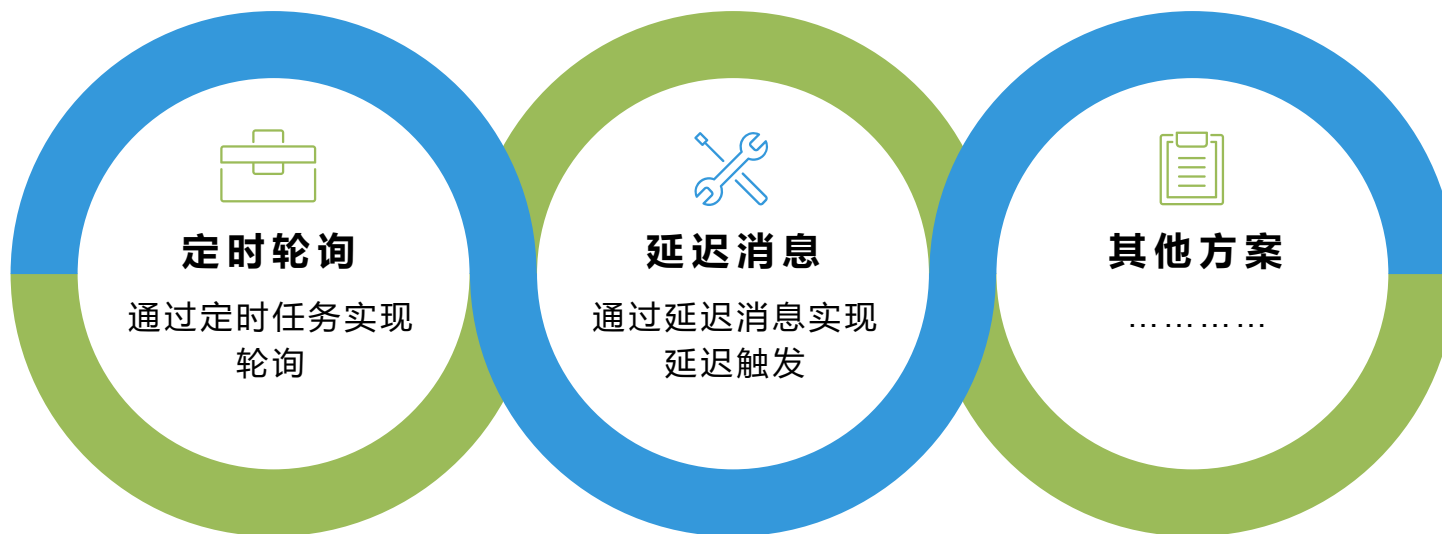 定时轮询
通过定时任务实现
轮询
延迟消息
通过延迟消息实现
延迟触发
其他方案
…………